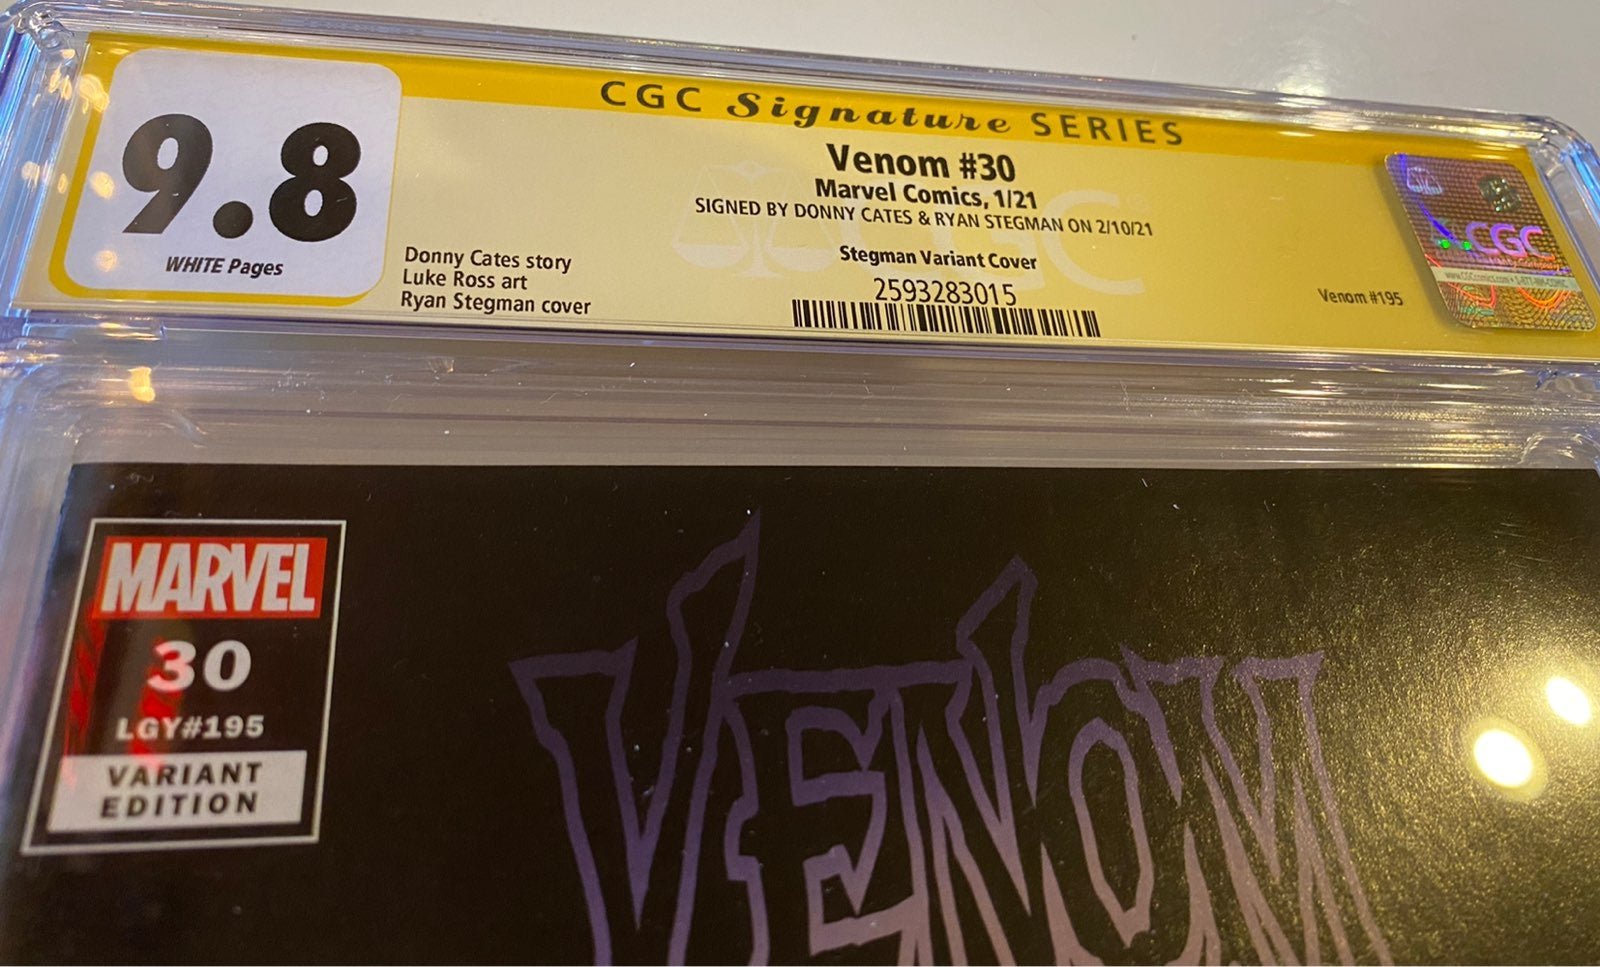 CGC Signature SERIES
9.8
WHITE Pages
Venom #30
Marvel Comics, 1/21
SIGNED BY DONNY CATES & RYAN STEGMAN ON 2/10/21
Donny Cates story
Luke Ross art
Ryan Stegman cover
Stegman Variant Cover
2593283015
Venom #195
CGC
MARVEL
30
LGY#195
VARIANT
EDITION
VENOM